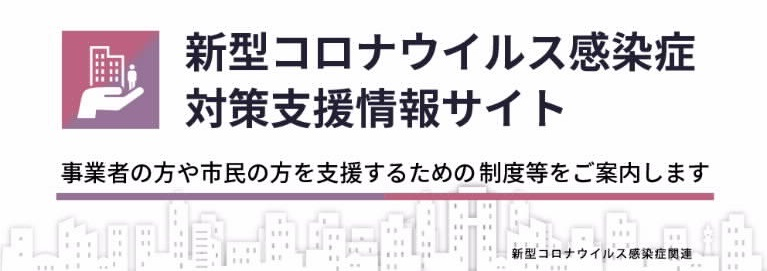 新型コロナウイルス感染症
対策支援情報サイト
事業者の方や市民の方を支援するための制度等をご案内します
新型コロナウイルス感染症関連